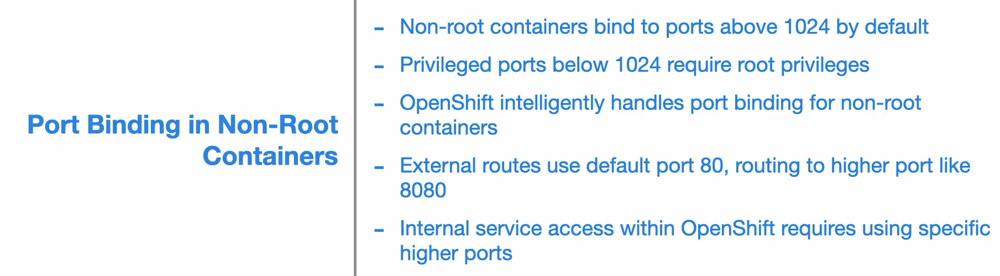 Port Binding in Non-Root
Containers
- Non-root containers bind to ports above 1024 by default
- Privileged ports below 1024 require root privileges
- OpenShift intelligently handles port binding for non-root
containers
- External routes use default port 80, routing to higher port like
8080
- Internal service access within OpenShift requires using specific
higher ports